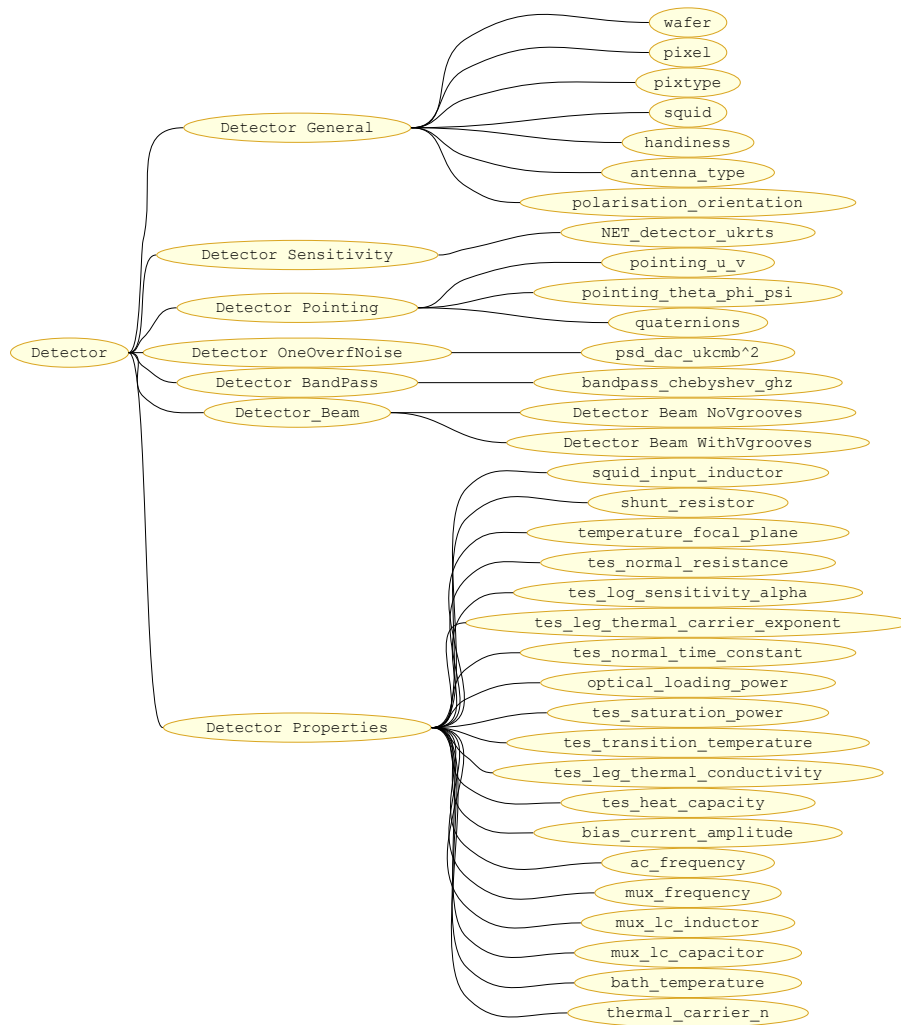 wafer
pixel
pixtype
squid
Detector General
handiness
antenna_type
polarisation_orientation
NET_detector_ukrts
Detector Sensitivity
pointing_u_v
pointing_theta_phi_psi
Detector Pointing
quaternions
Detector
Detector OneOverfNoise
psd_dac_ukcmb^2
Detector BandPass
bandpass_chebyshev_ghz
Detector_Beam
Detector Beam NoVgrooves
Detector Beam WithVgrooves
squid_input_inductor
shunt_resistor
temperature_focal_plane
tes_normal_resistance
tes_log_sensitivity_alpha
tes_leg_thermal_carrier_exponent
tes_normal_time_constant
optical_loading_power
tes_saturation_power
Detector Properties
tes_transition_temperature
tes_leg_thermal_conductivity
tes_heat_capacity
bias_current_amplitude
ac_frequency
mux_frequency
mux_lc_inductor
mux_lc_capacitor
bath_temperature
thermal_carrier_n